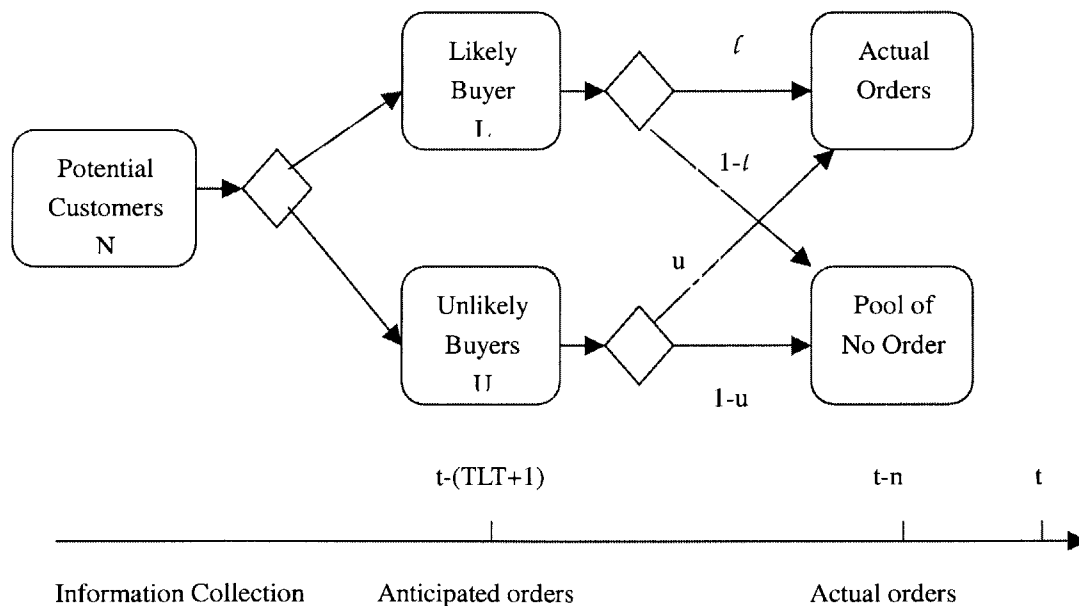 Potential
Customers
N
Likely
Buyer
L
Unlikely
Buyers
U
ℓ
1-ℓ
u
1-u
Actual
Orders
Pool of
No Order
t-(TLT+1)
t-n
t
Information Collection
Anticipated orders
Actual orders